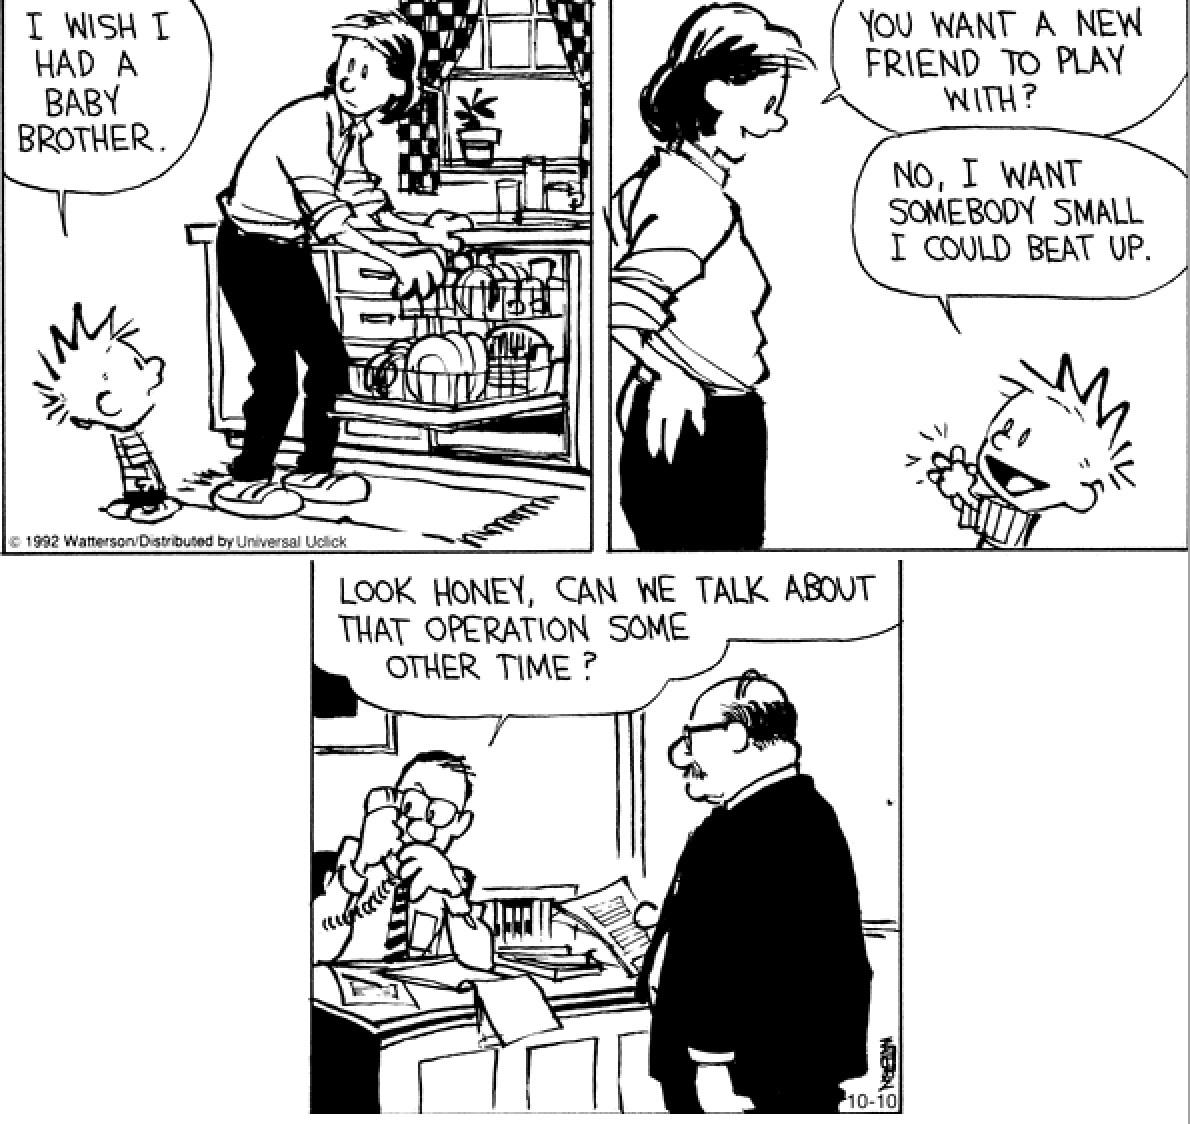 I WISH I
HAD A
BABY
BROTHER.
YOU WANT A NEW
FRIEND TO PLAY
WITH?
NO, I WANT
SOMEBODY SMALL
I COULD BEAT UP.
© 1992 Watterson/Distributed by Universal Uclick
LOOK HONEY, CAN WE TALK ABOUT
THAT OPERATION SOME
OTHER TIME?
10-10